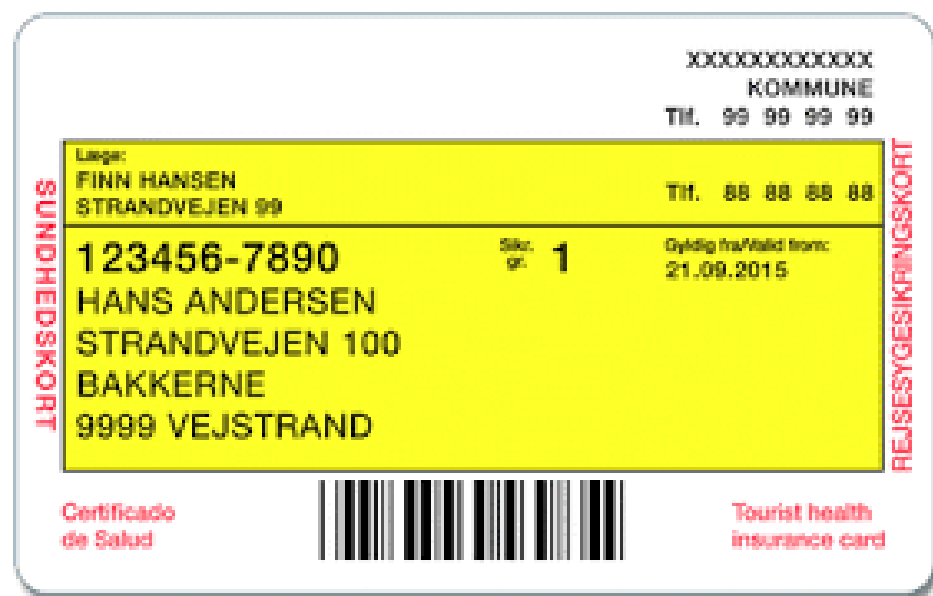 XXXXXXXXXXXX
KOMMUNE
Tlf. 99 99 99 99
Læge:
FINN HANSEN
STRANDVEJEN 99
Tlf. 88 88 88 88
123456-7890
Sikr. gr. 1
Gyldig fra/Valid from:
21.09.2015
HANS ANDERSEN
STRANDVEJEN 100
BAKKERNE
9999 VEJSTRAND
SUNDHEDSKORT
REJSESYGESIKRINGSKORT
Certificado
de Salud
Tourist health
insurance card